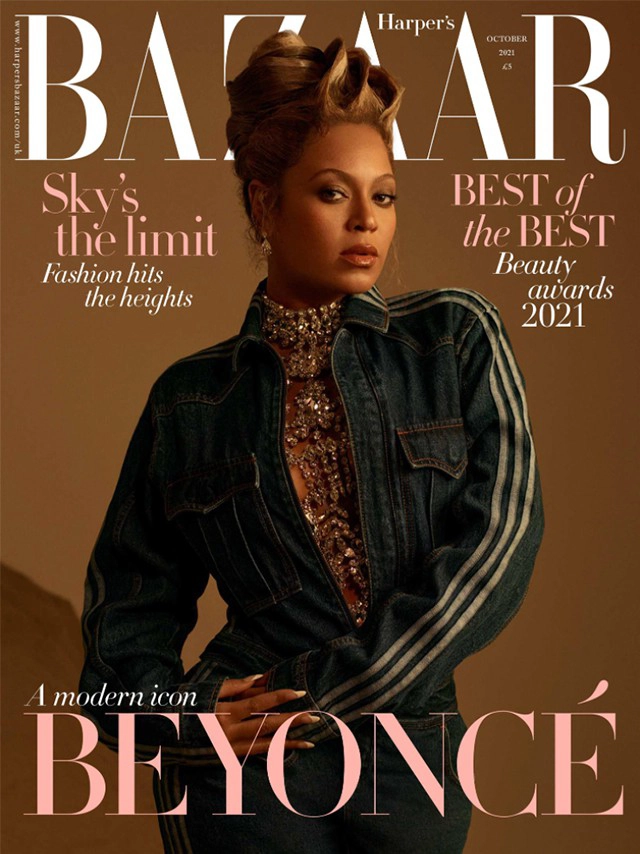 www.harpersbazaar.com/uk
Harper's
BAZAAR
OCTOBER
2021
£5
Sky's
the limit
Fashion hits
the heights
BEST of
the BEST
Beauty
awards
2021
A modern icon
BEYONCÉ